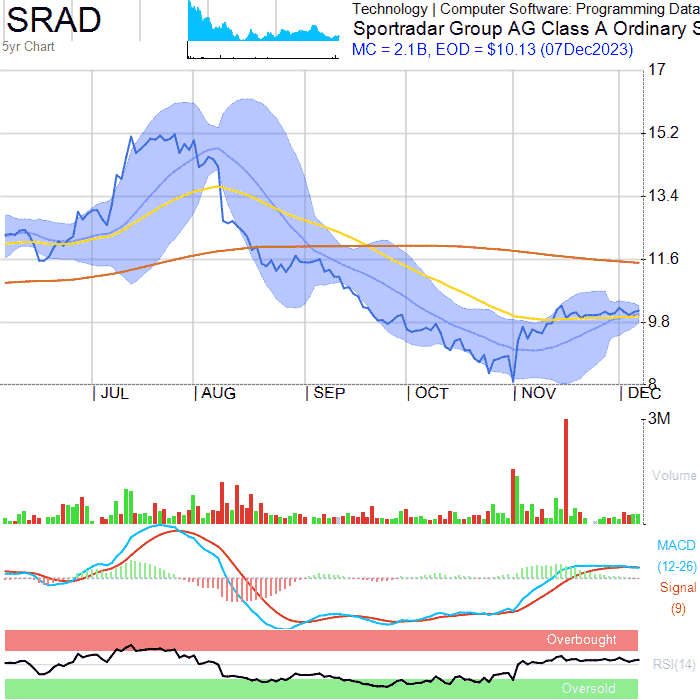 SRAD
5yr Chart
Technology | Computer Software: Programming Data
Sportradar Group AG Class A Ordinary S
MC = 2.1B, EOD = $10.13 (07Dec2023)
17
15.2
13.4
11.6
9.8
8
JUL AUG SEP OCT NOV DEC
3M
Volume
MACD
(12-26)
Signal
(9)
Overbought
RSI(14)
Oversold